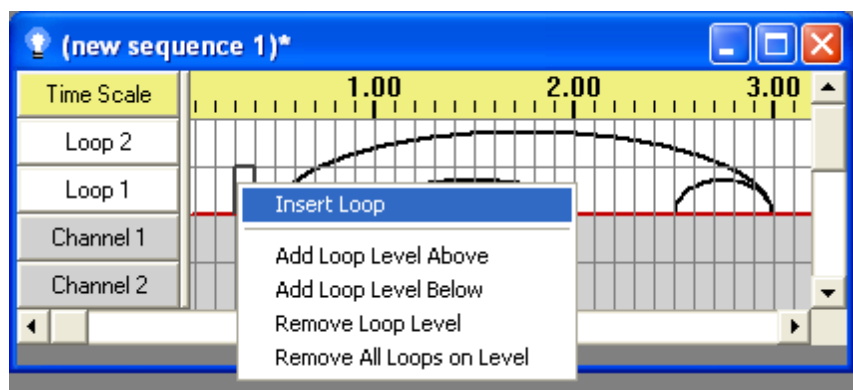 (new sequence 1)*
Time Scale 1.00 2.00 3.00
Loop 2
Loop 1
Insert Loop
Channel 1
Add Loop Level Above
Channel 2
Add Loop Level Below
Remove Loop Level
Remove All Loops on Level